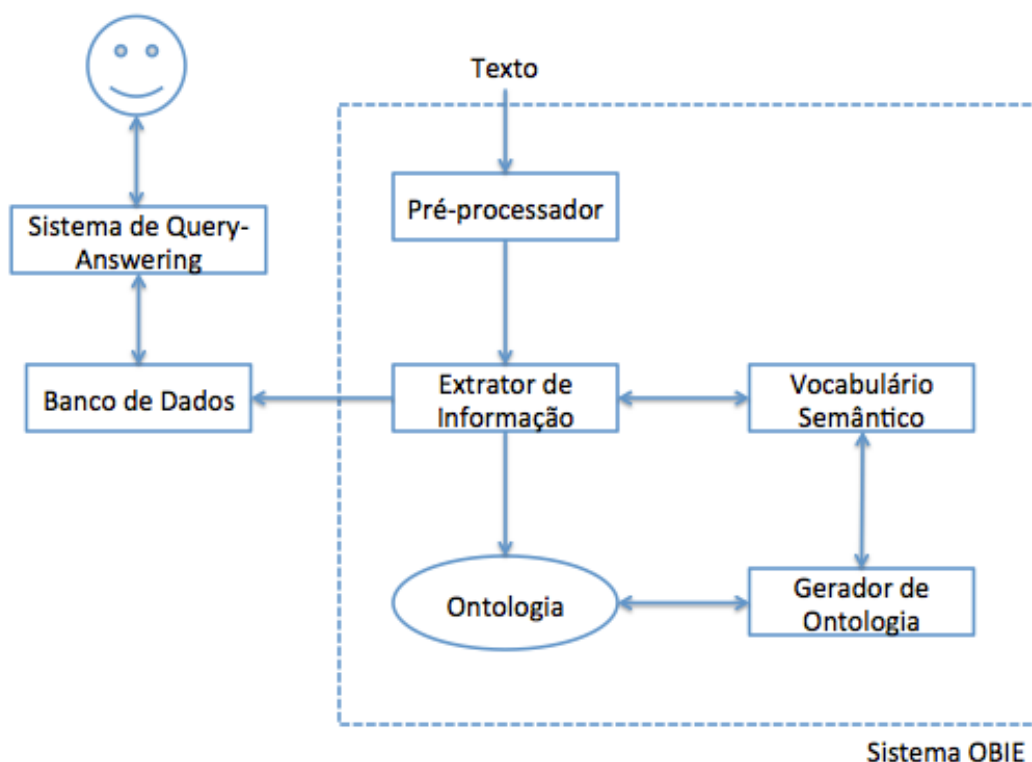 Texto
Pré-processador
Sistema de Query-
Answering
Banco de Dados
Extrator de
Informação
Vocabulário
Semântico
Ontologia
Gerador de
Ontologia
Sistema OBIE